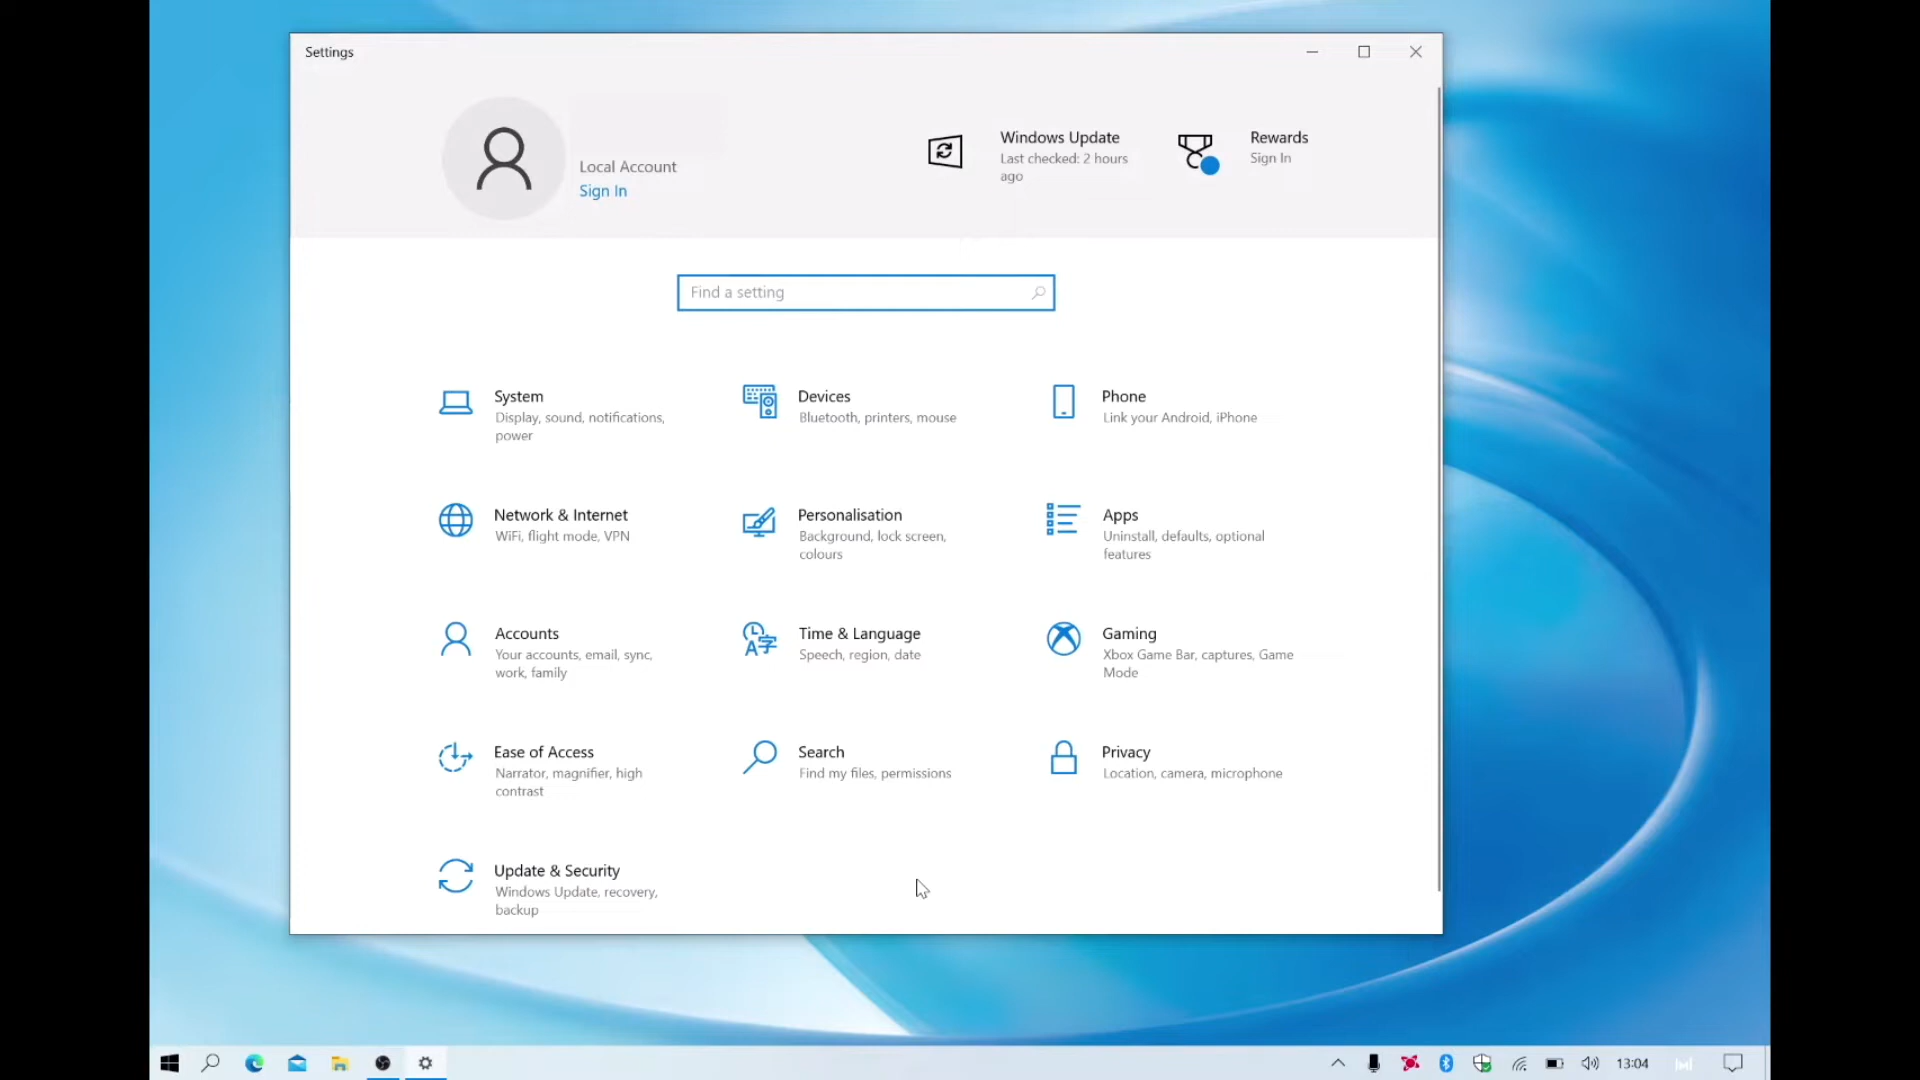 Settings
Local Account
Sign In
Windows Update
Last checked: 2 hours
ago
Rewards
Sign In
Find a setting
System
Display, sound, notifications,
power
Devices
Bluetooth, printers, mouse
Phone
Link your Android, iPhone
Network & Internet
WiFi, flight mode, VPN
Personalisation
Background, lock screen,
colours
Apps
Uninstall, defaults, optional
features
Accounts
Your accounts, email, sync,
work, family
Time & Language
Speech, region, date
Gaming
Xbox Game Bar, captures, Game
Mode
Ease of Access
Narrator, magnifier, high
contrast
Search
Find my files, permissions
Privacy
Location, camera, microphone
Update & Security
Windows Update, recovery,
backup
13:04